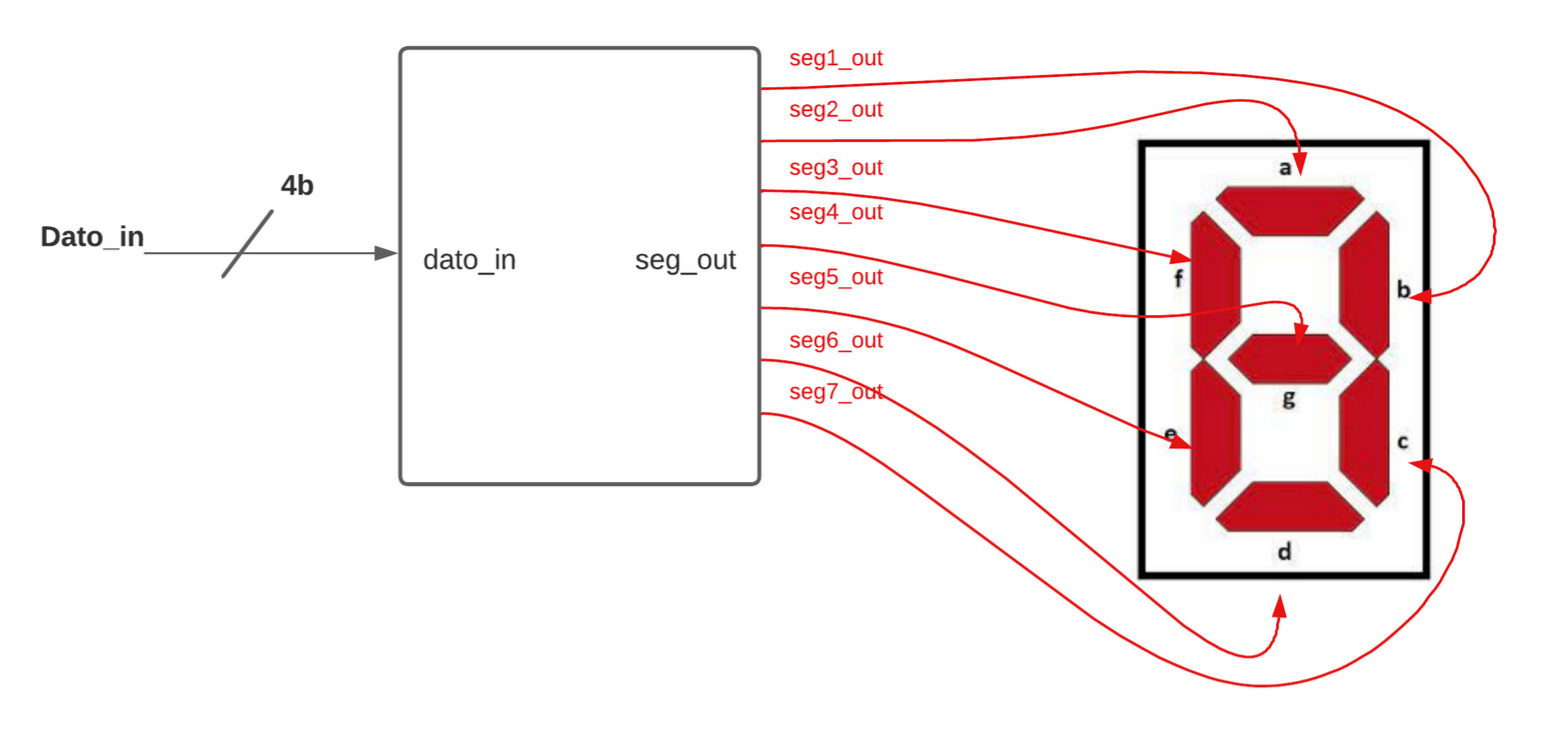 seg1_out
seg2_out
seg3_out
seg4_out
seg5_out
seg6_out
seg7_out
4b
Dato_in
dato_in
seg_out
a
f
b
g
e
c
d